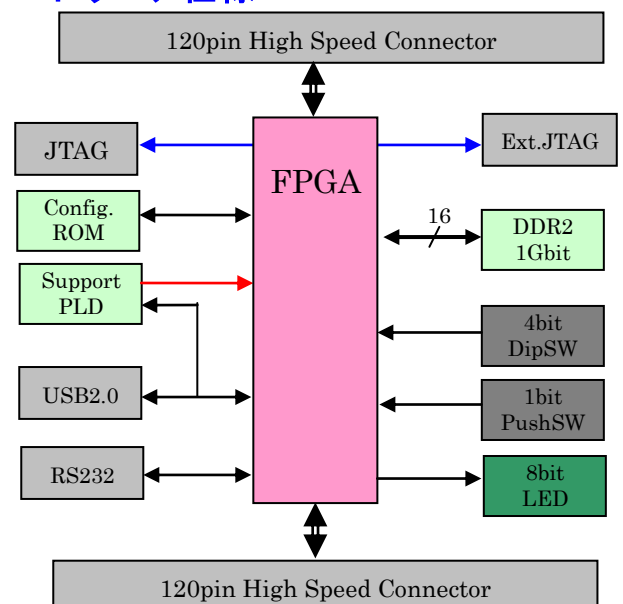 120pin High Speed Connector
JTAG
FPGA
Ext.JTAG
Config.
ROM
16
DDR2
1Gbit
Support
PLD
4bit
DipSW
USB2.0
1bit
PushSW
RS232
8bit
LED
120pin High Speed Connector